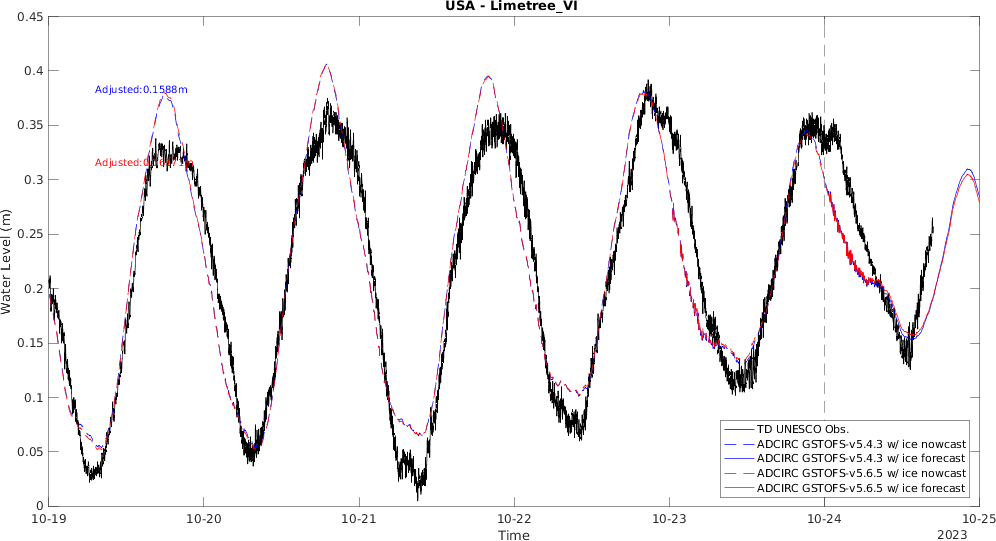 USA - Limetree_VI
0.45
0.4
0.35
0.3
0.25
0.2
0.15
0.1
0.05
0
Water Level (m)
Adjusted:0.1588m
Adjusted:
10-19
10-20
10-21
10-22
10-23
10-24
10-25
Time
2023
TD UNESCO Obs.
ADCIRC GSTOFS-v5.4.3 w/ ice nowcast
ADCIRC GSTOFS-v5.4.3 w/ ice forecast
ADCIRC GSTOFS-v5.6.5 w/ ice nowcast
ADCIRC GSTOFS-v5.6.5 w/ ice forecast